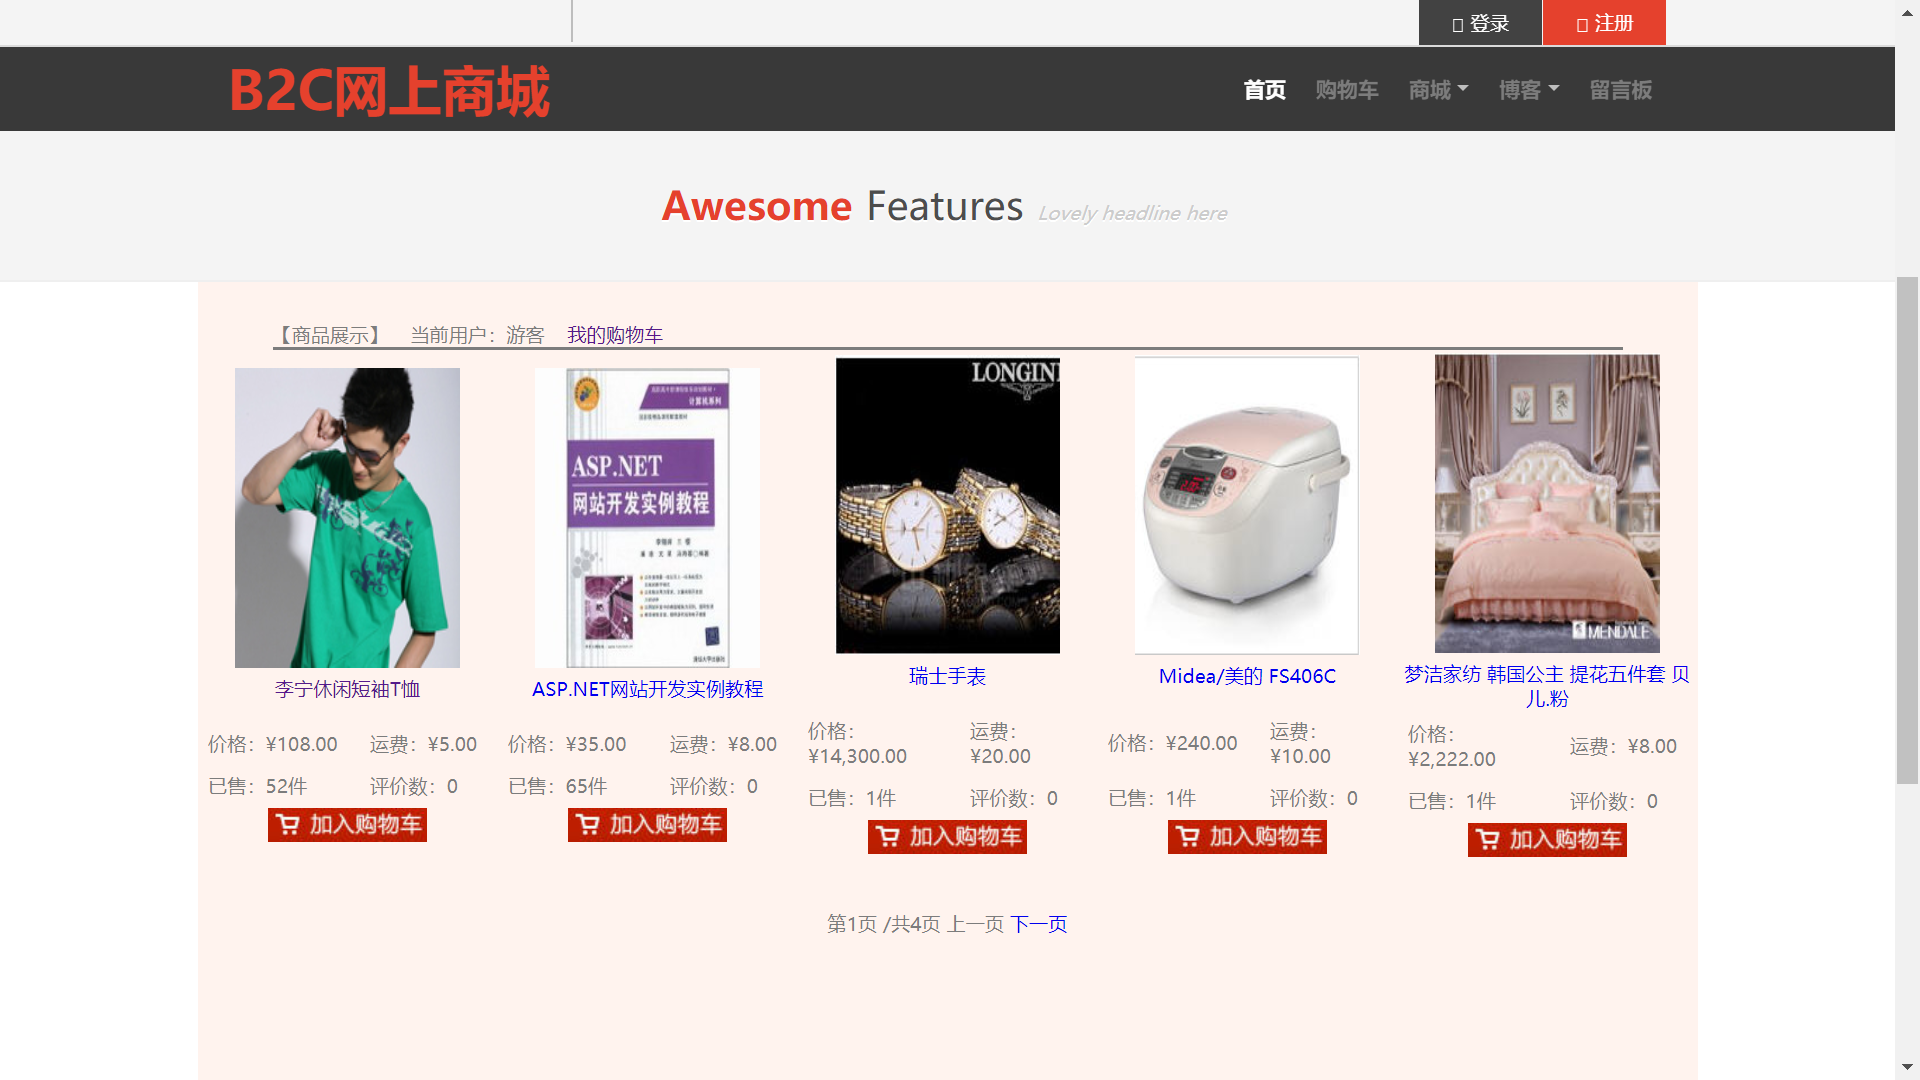 登录
注册
B2C网上商城
首页
购物车
商城
博客
留言板
Awesome Features Lovely headline here
【商品展示】 当前用户：游客 我的购物车
计算机系列
ASP.NET
网站开发实例教程
LONGIN
MENDALE
李宁休闲短袖T恤
价格：¥108.00 运费：¥5.00
已售：52件 评价数：0
加入购物车
ASP.NET网站开发实例教程
价格：¥35.00 运费：¥8.00
已售：65件 评价数：0
加入购物车
瑞士手表
价格： 运费：
¥14,300.00 ¥20.00
已售：1件 评价数：0
加入购物车
Midea/美的 FS406C
价格：¥240.00 运费：
¥10.00
已售：1件 评价数：0
加入购物车
梦洁家纺 韩国公主 提花五件套 贝
儿.粉
价格：
¥2,222.00 运费：¥8.00
已售：1件 评价数：0
加入购物车
第1页 /共4页 上一页 下一页